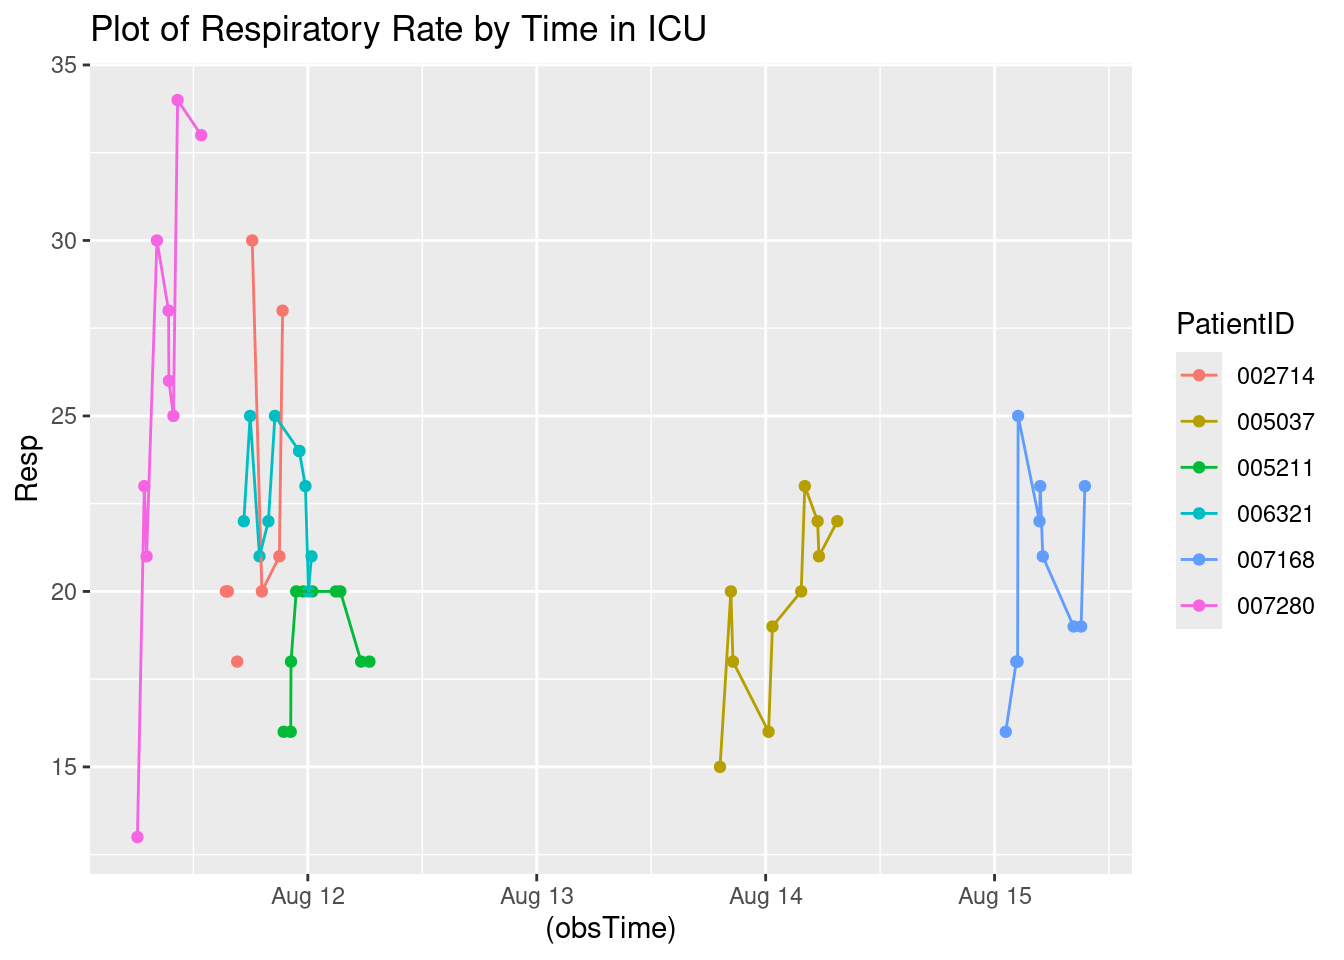 Plot of Respiratory Rate by Time in ICU
35
30
25
20
15
Resp
Aug 12
Aug 13
Aug 14
Aug 15
(obsTime)
PatientID
002714
005037
005211
006321
007168
007280